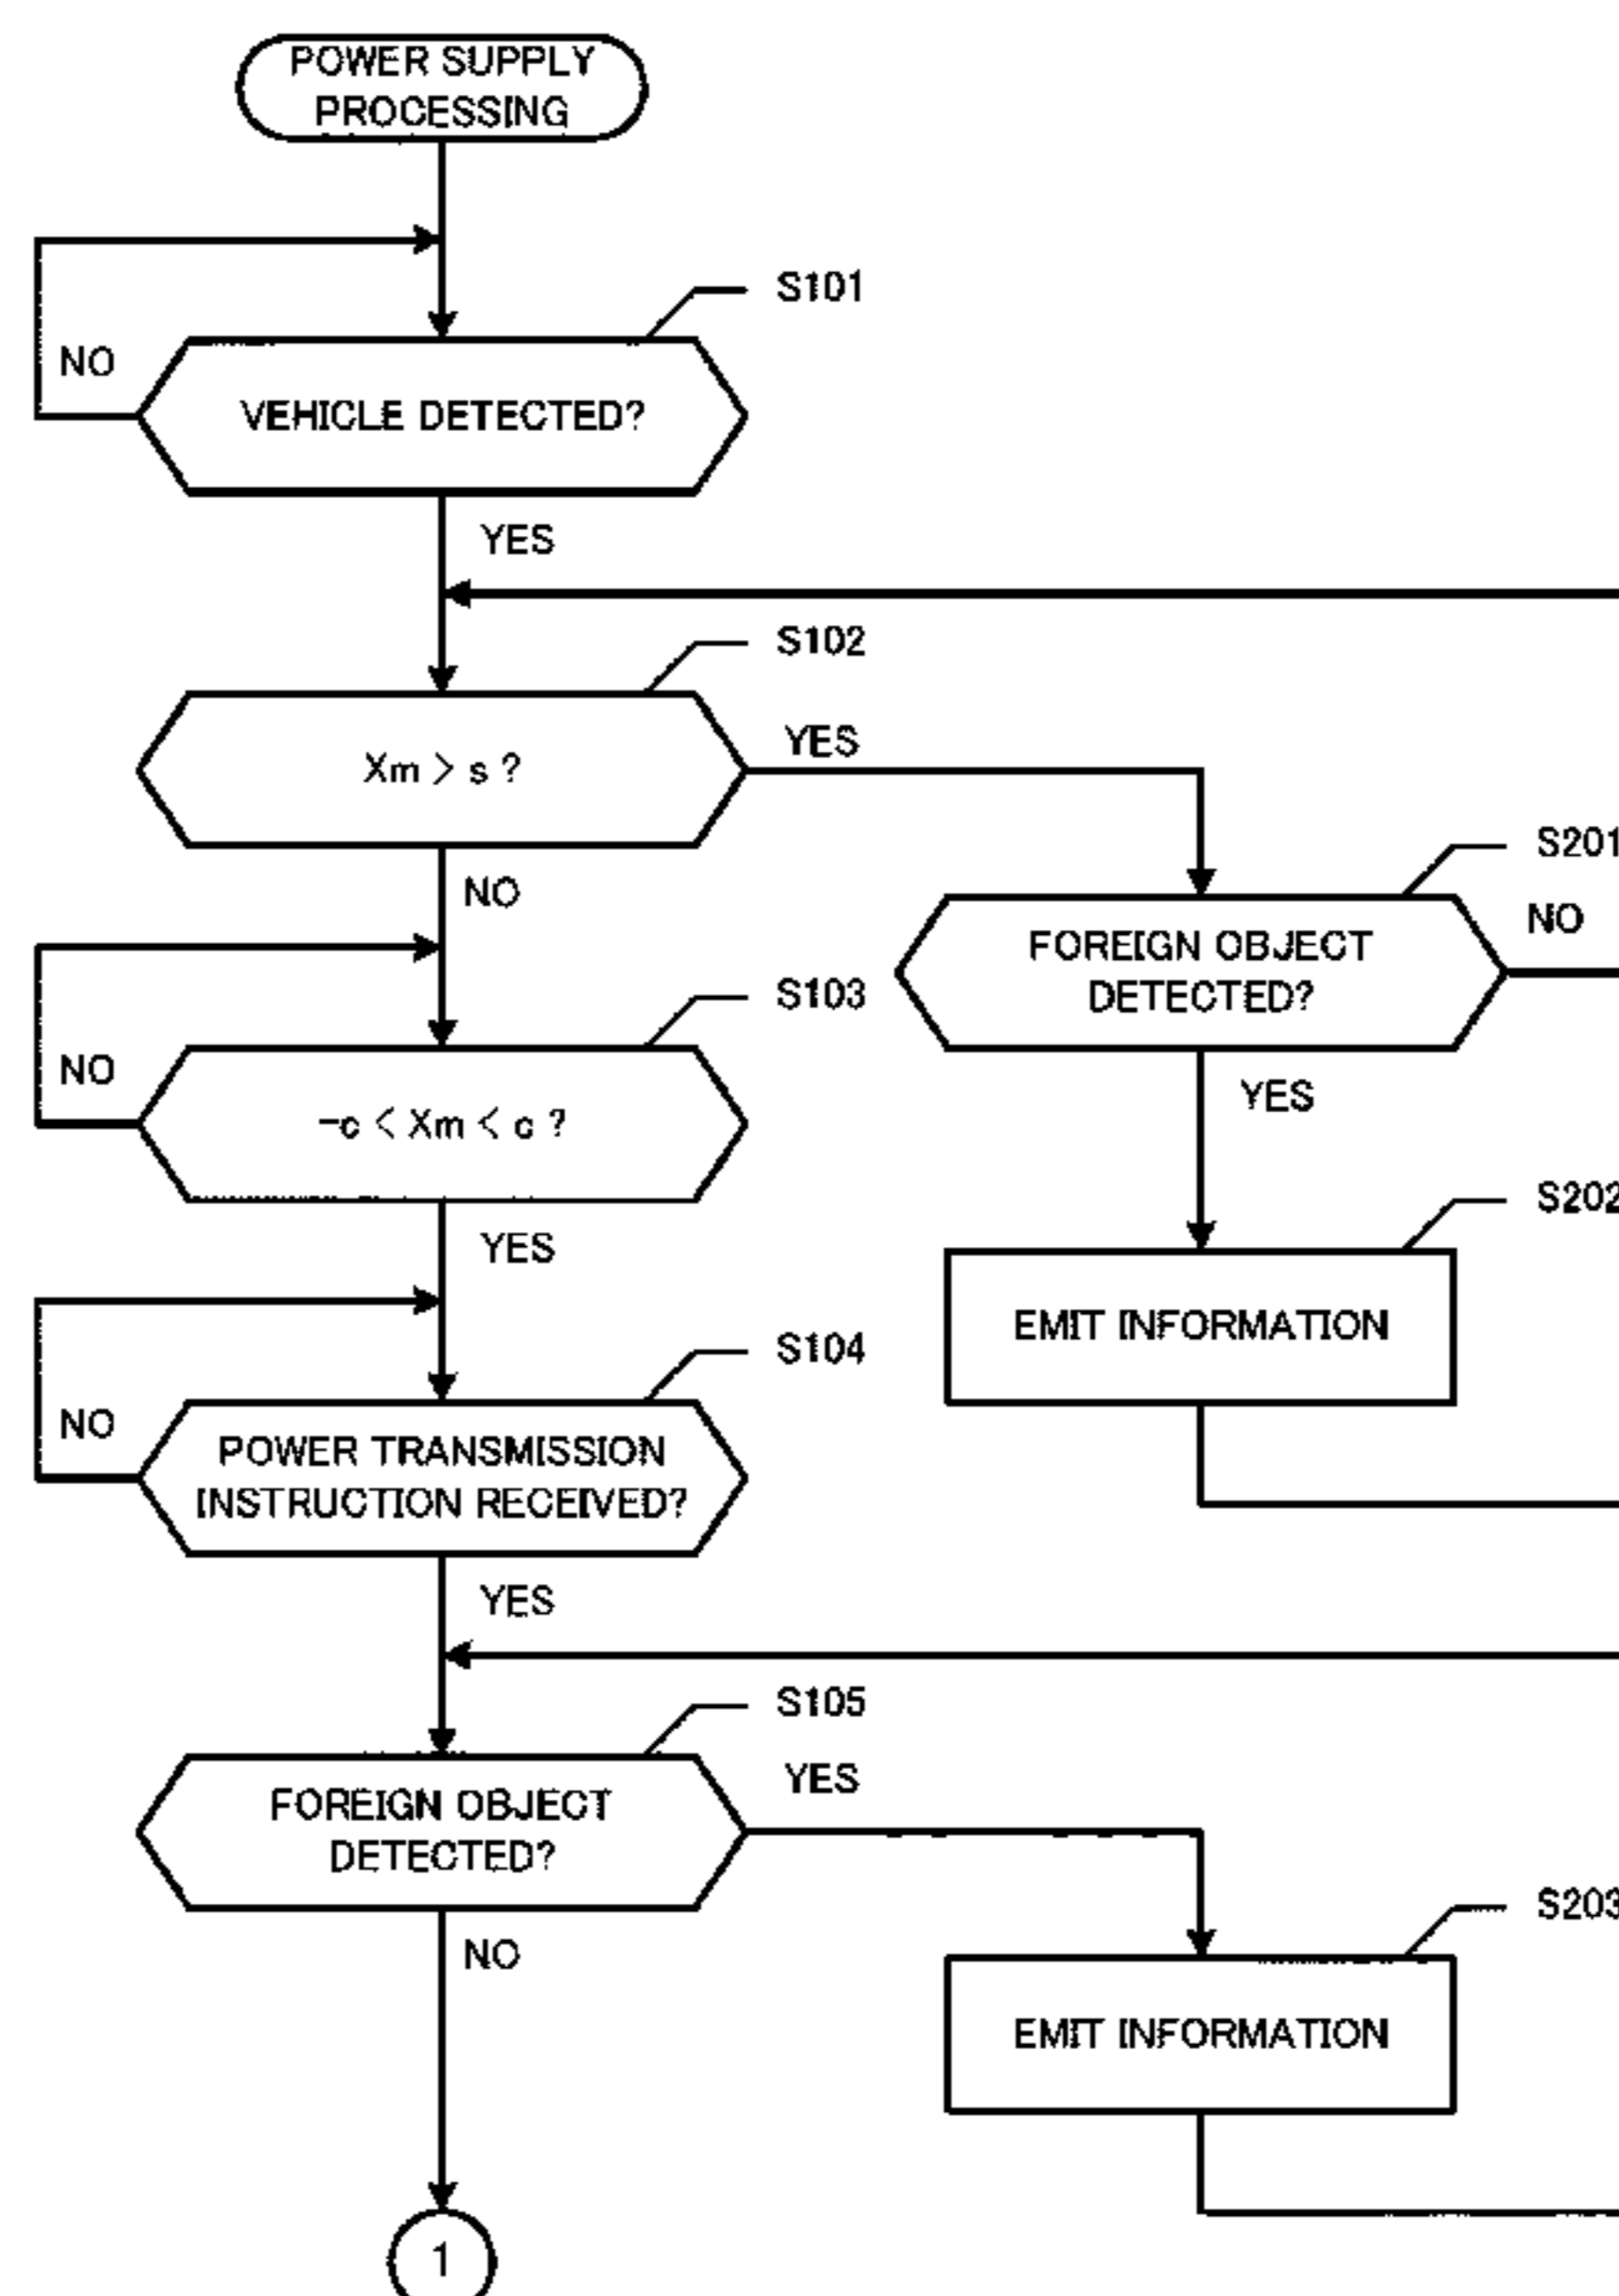 POWER SUPPLY
PROCESSING
S101
NO
VEHICLE DETECTED?
YES
S102
Xm > s ?
YES
NO
S201
FOREIGN OBJECT
DETECTED?
NO
S103
NO
-c < Xm < c ?
YES
YES
S202
EMIT INFORMATION
S104
NO
POWER TRANSMISSION
INSTRUCTION RECEIVED?
YES
S105
FOREIGN OBJECT
DETECTED?
YES
NO
S203
EMIT INFORMATION
1